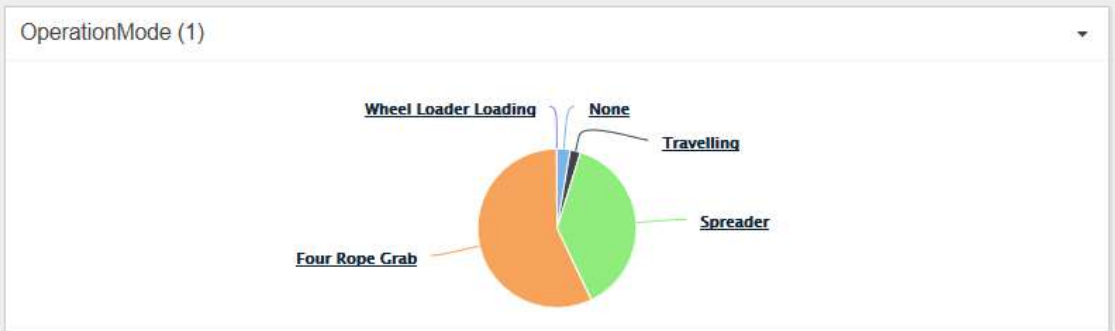 OperationMode (1)
Wheel Loader Loading
None
Travelling
Spreader
Four Rope Grab